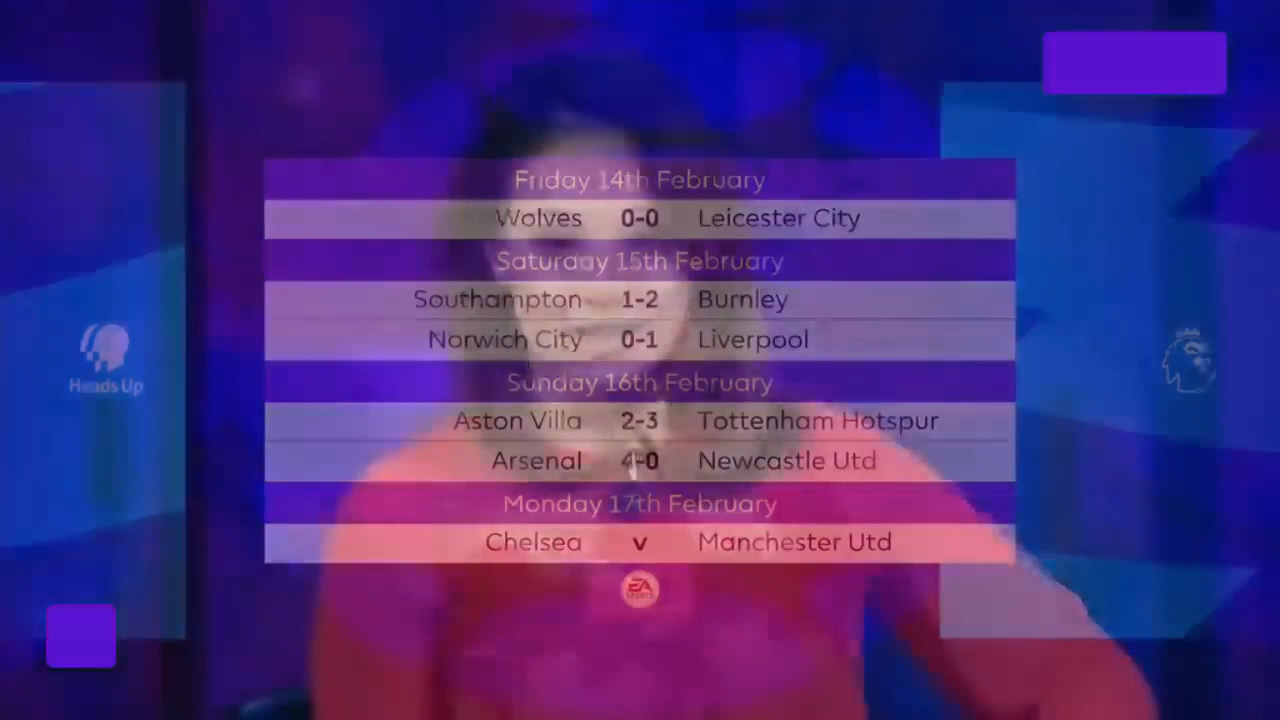 Friday 14th February
Wolves 0-0 Leicester City
Saturday 15th February
Southampton 1-2 Burnley
Norwich City 0-1 Liverpool
Heads Up
Sunday 16th February
Aston Villa 2-3 Tottenham Hotspur
Arsenal 4-0 Newcastle Utd
Monday 17th February
Chelsea v Manchester Utd
EA
SPORTS